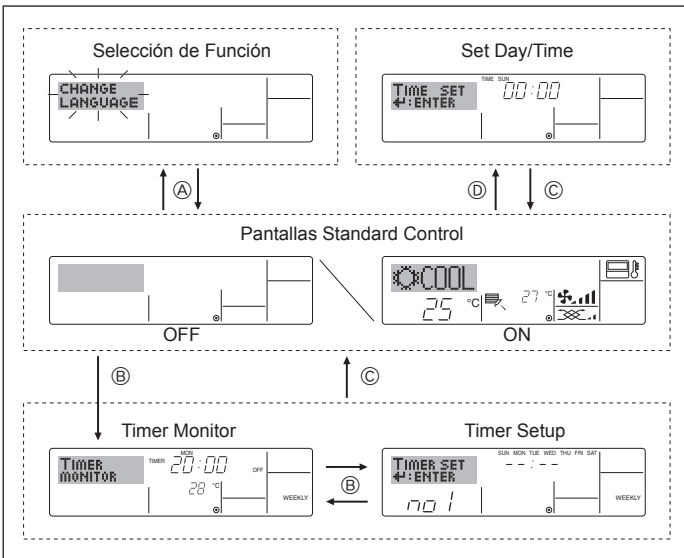 Selección de Función
CHANGE
LANGUAGE
Set Day/Time
TIME SUN
TIME SET 00:00
↵:ENTER
Ⓐ
Ⓓ Ⓒ
Pantallas Standard Control
COOL
25 °C 27 °C
OFF ON
Ⓑ Ⓒ
Timer Monitor
MON
TIMER TIMER 20:00 OFF
MONITOR
28 °C
WEEKLY
Ⓑ
Timer Setup
SUN MON TUE WED THU FRI SAT
TIMER SET --:--
↵:ENTER
no 1 WEEKLY